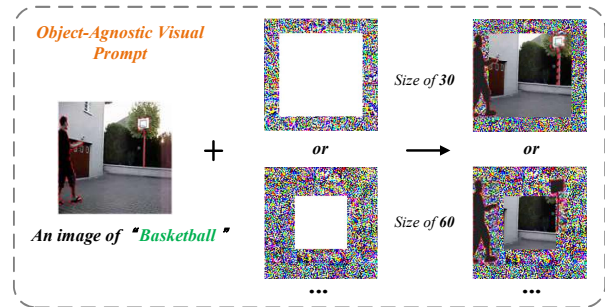 Object-Agnostic Visual
Prompt
Size of 30
or
or
Size of 60
An image of “Basketball”
...
...